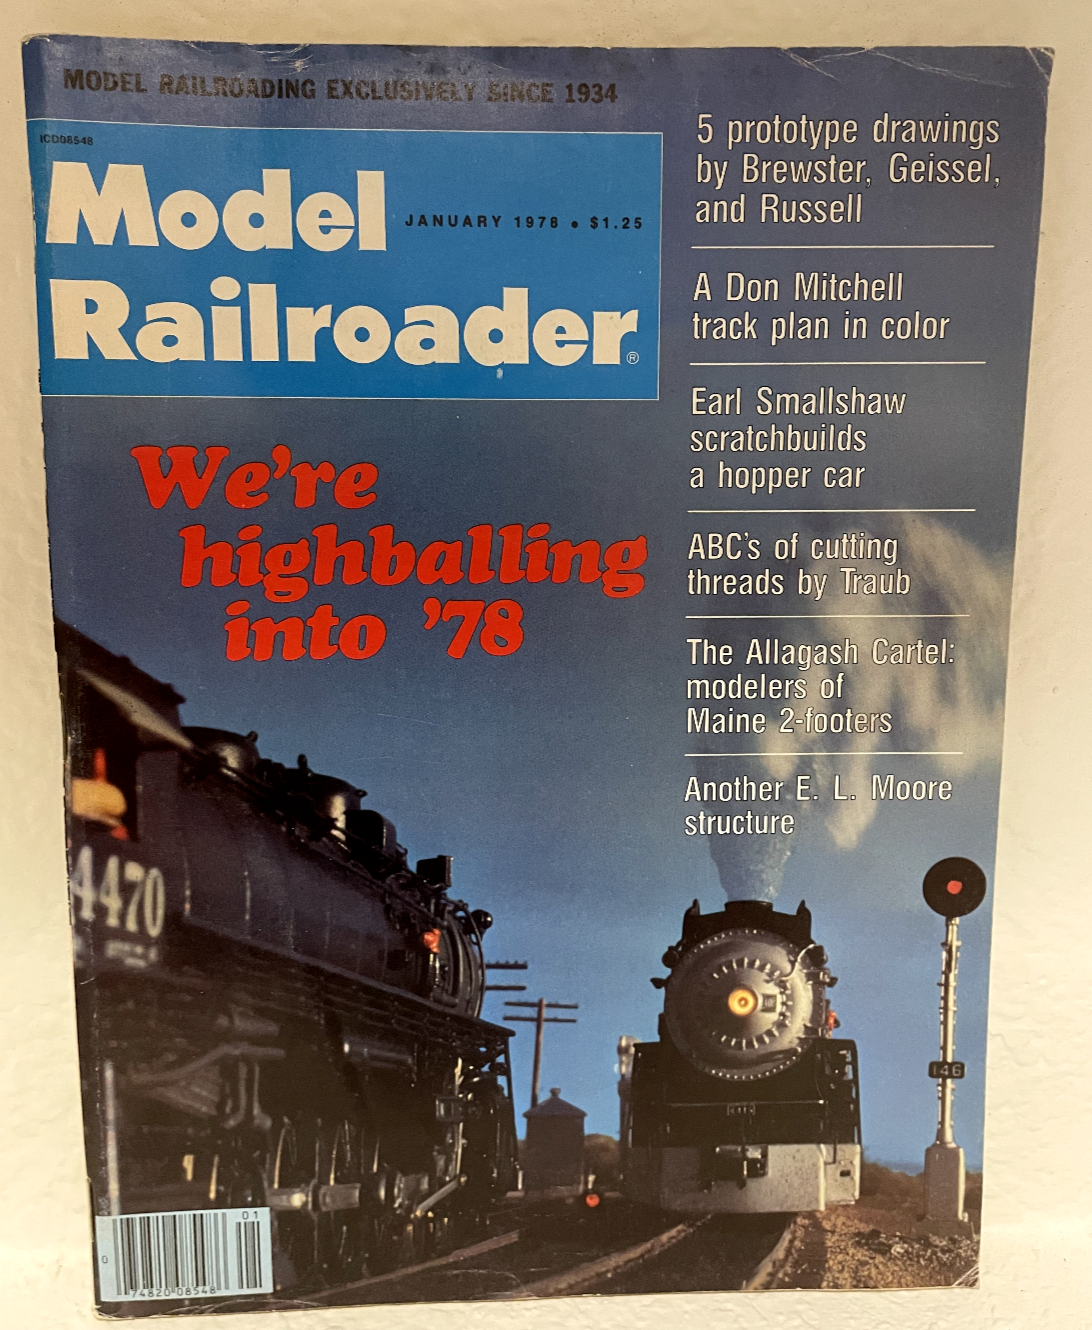 MODEL RAILROADING EXCLUSIVELY SINCE 1934
ICD08548
Model
JANUARY 1978 • $1.25
Railroader®
We're
highballing
into '78
5 prototype drawings
by Brewster, Geissel,
and Russell
A Don Mitchell
track plan in color
Earl Smallshaw
scratchbuilds
a hopper car
ABC's of cutting
threads by Traub
The Allagash Cartel:
modelers of
Maine 2-footers
Another E. L. Moore
structure
4470
146
01
0
74820 08548